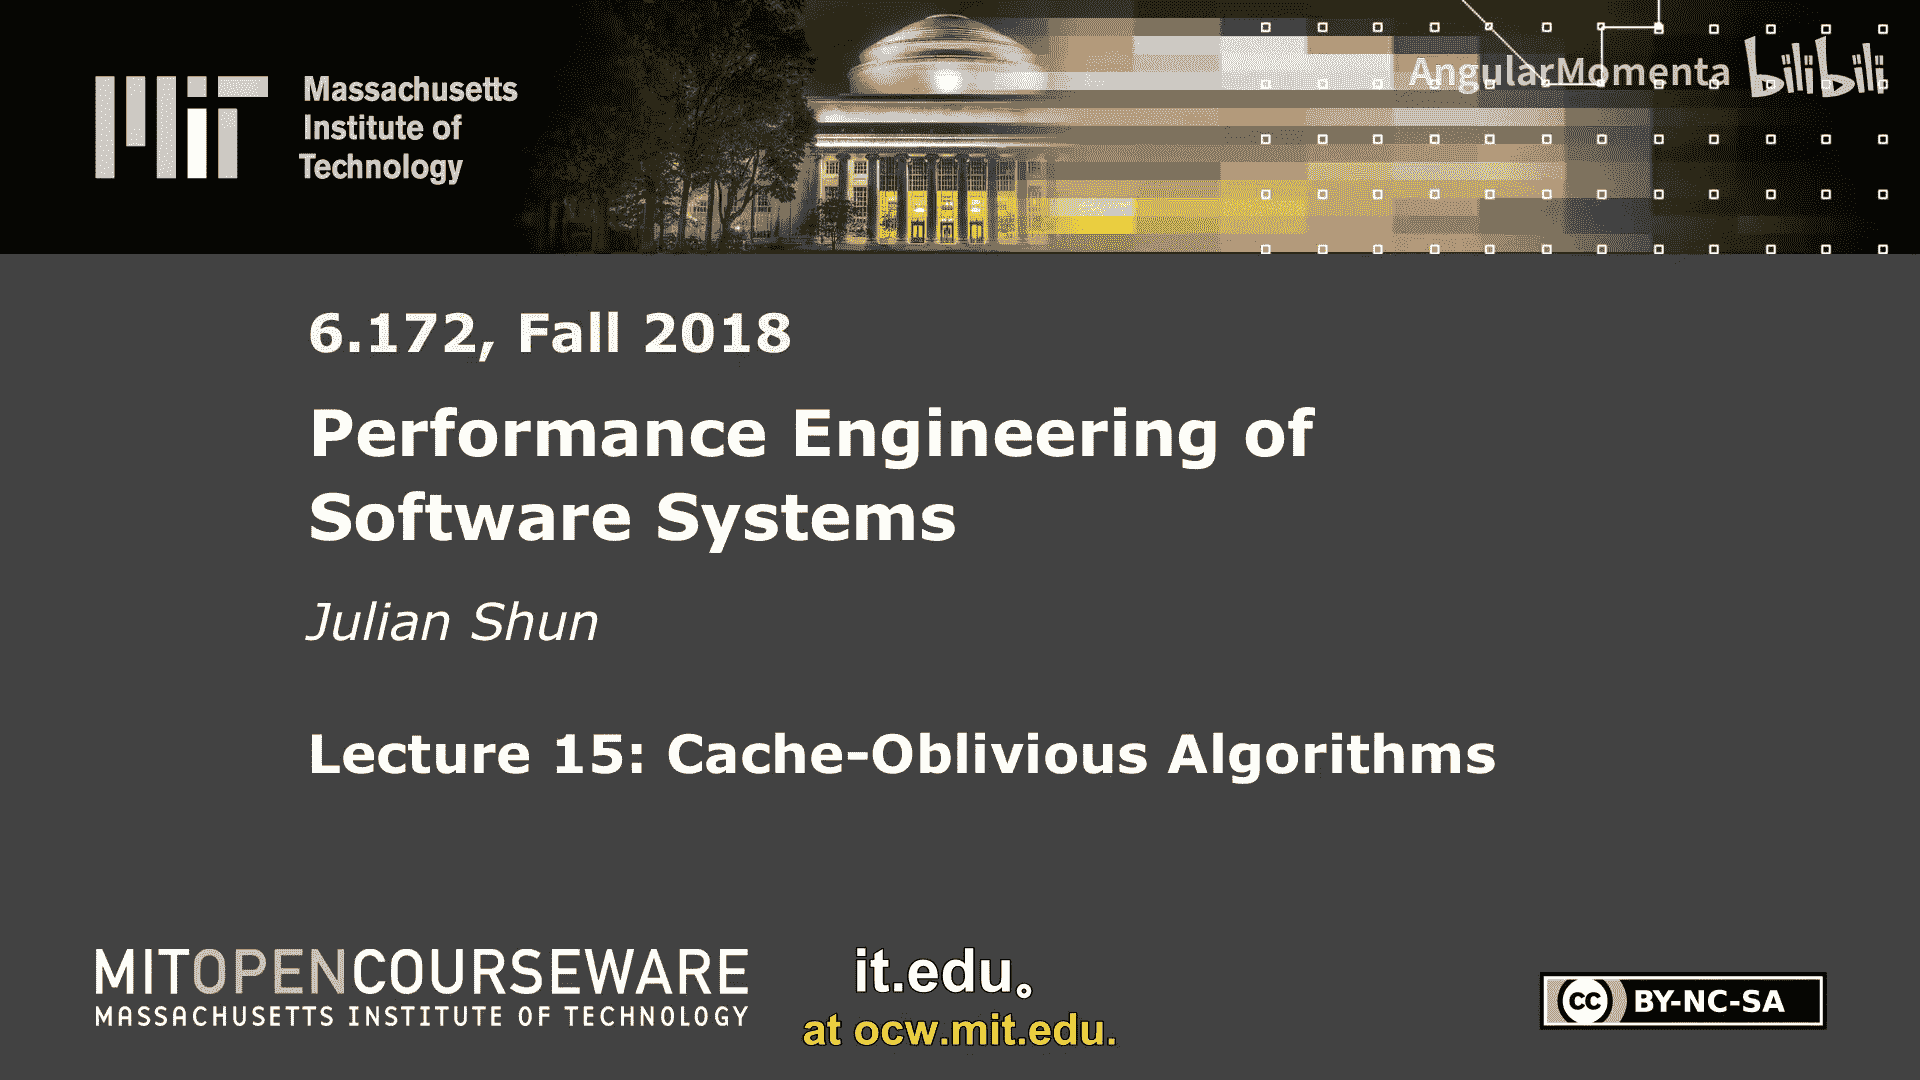 Massachusetts
Institute of
Technology
AngularMomenta bilibili
6.172, Fall 2018
Performance Engineering of
Software Systems
Julian Shun
Lecture 15: Cache-Oblivious Algorithms
MITOPENCOURSEWARE
MASSACHUSETTS INSTITUTE OF TECHNOLOGY
it.edu。
at ocw.mit.edu.
cc BY-NC-SA